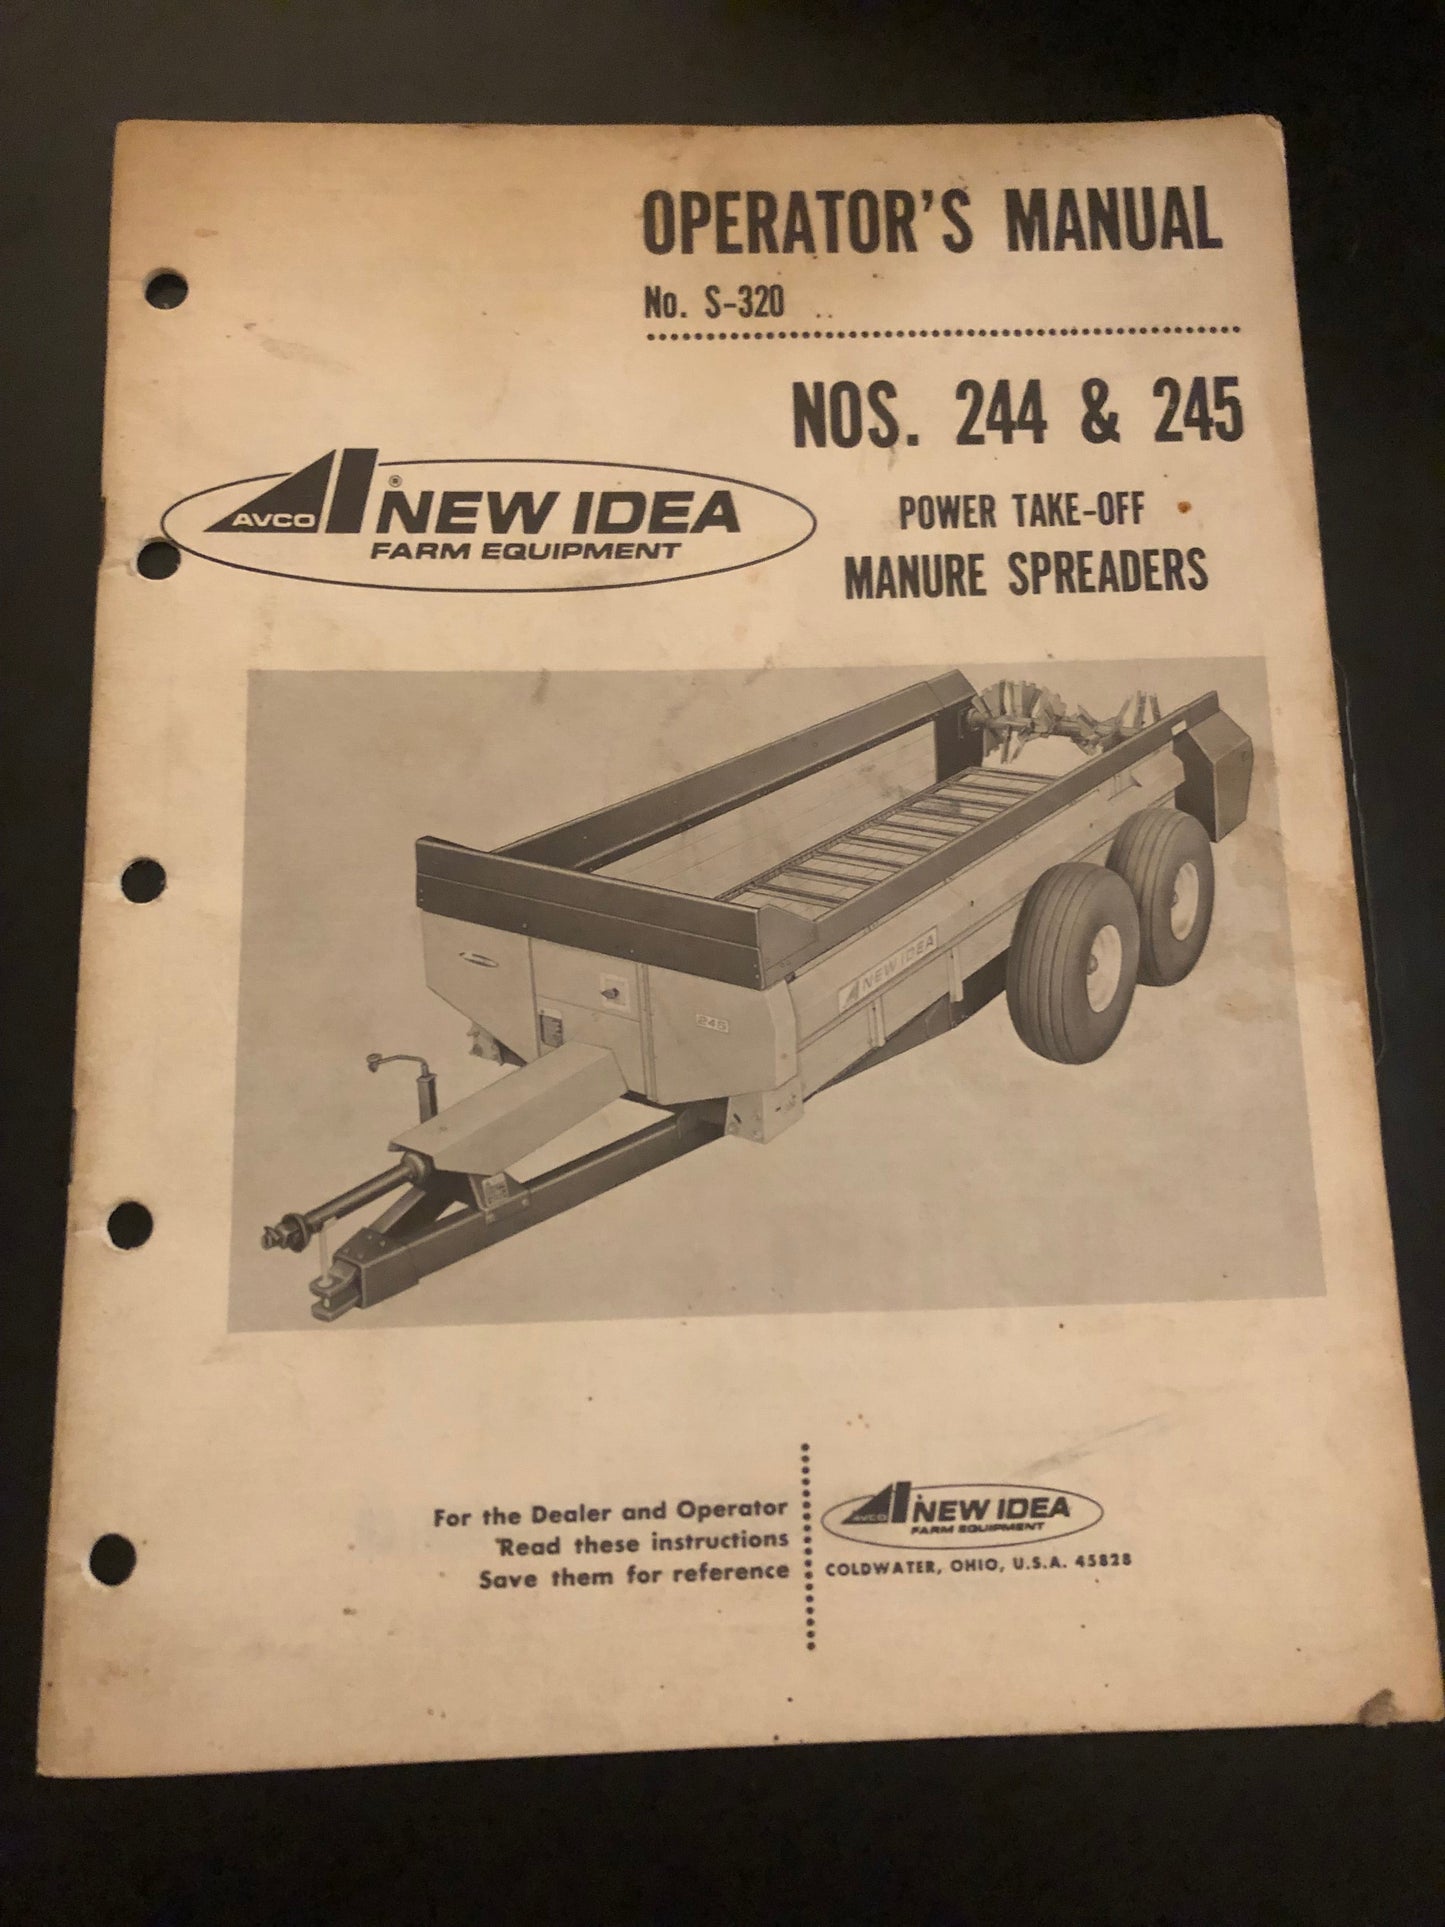 OPERATOR'S MANUAL
No. S-320
NOS. 244 & 245
AVCO ® NEW IDEA
FARM EQUIPMENT
POWER TAKE-OFF
MANURE SPREADERS
NEW IDEA
245
For the Dealer and Operator
Read these instructions
Save them for reference
AVCO NEW IDEA
FARM EQUIPMENT
COLDWATER, OHIO, U.S.A. 45828